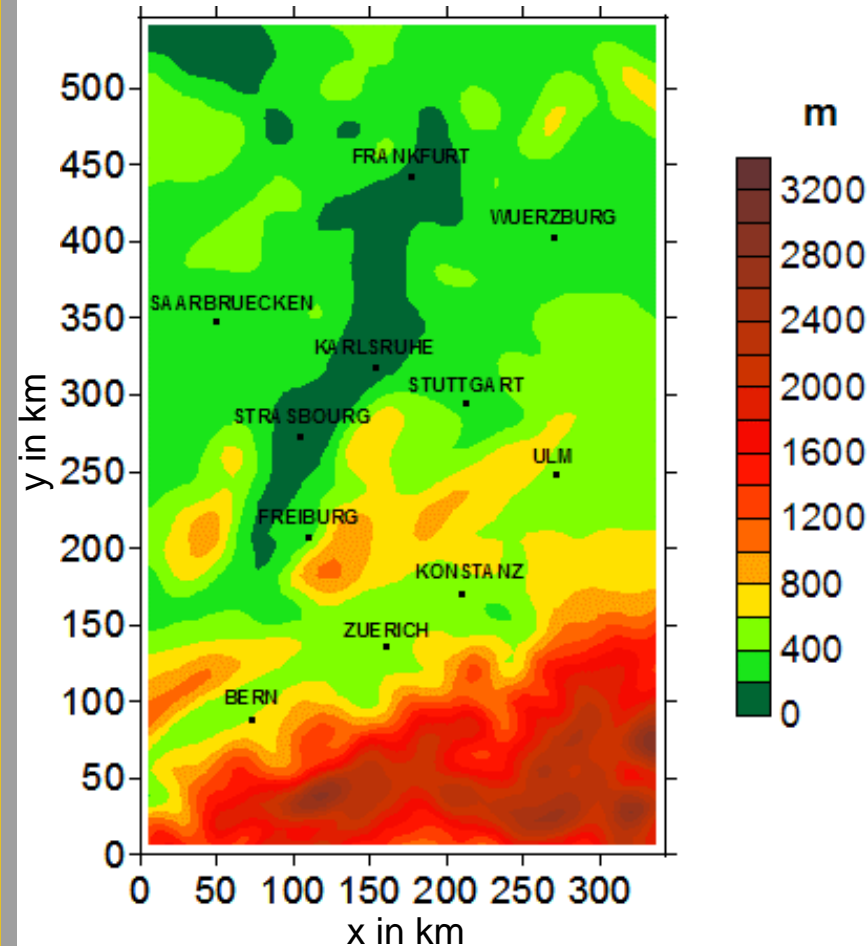 m
500
450
400
350
300
250
200
150
100
50
0
y in km
FRANKFURT
WUERZBURG
SAARBRUECKEN
KARLSRUHE
STUTTGART
STRASBOURG
ULM
FREIBURG
KONSTANZ
ZUERICH
BERN
3200
2800
2400
2000
1600
1200
800
400
0
0 50 100 150 200 250 300
x in km